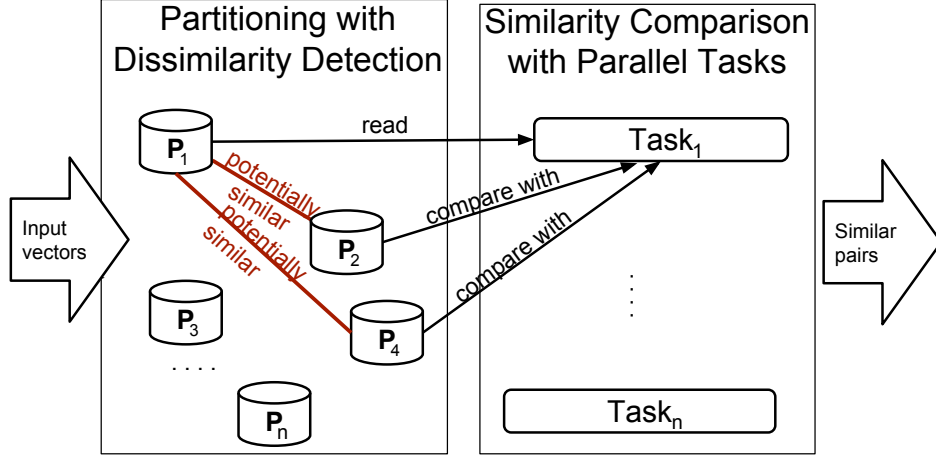 Partitioning with
Dissimilarity Detection
Similarity Comparison
with Parallel Tasks
Input
vectors
P1
read
Task1
potentially
similar
potentially
similar
compare with
compare with
P2
P3
P4
. . . .
Pn
. . . . .
Taskn
Similar
pairs